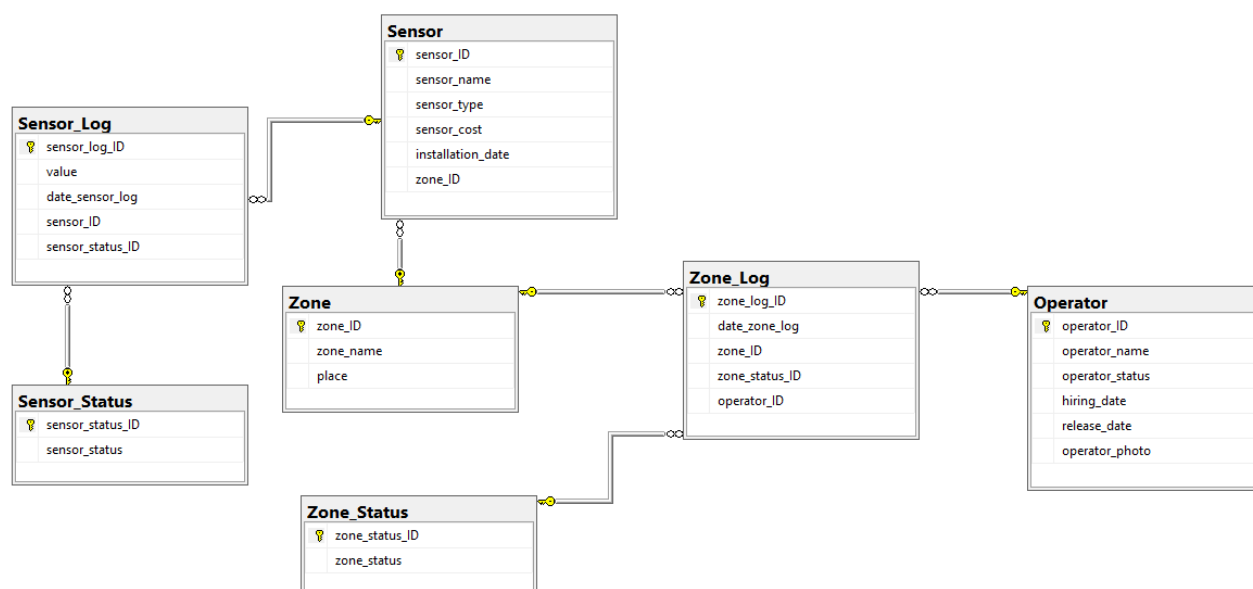 Sensor
sensor_ID
sensor_name
sensor_type
sensor_cost
installation_date
zone_ID
Sensor_Log
sensor_log_ID
value
date_sensor_log
sensor_ID
sensor_status_ID
Zone
zone_ID
zone_name
place
Zone_Log
zone_log_ID
date_zone_log
zone_ID
zone_status_ID
operator_ID
Operator
operator_ID
operator_name
operator_status
hiring_date
release_date
operator_photo
Sensor_Status
sensor_status_ID
sensor_status
Zone_Status
zone_status_ID
zone_status